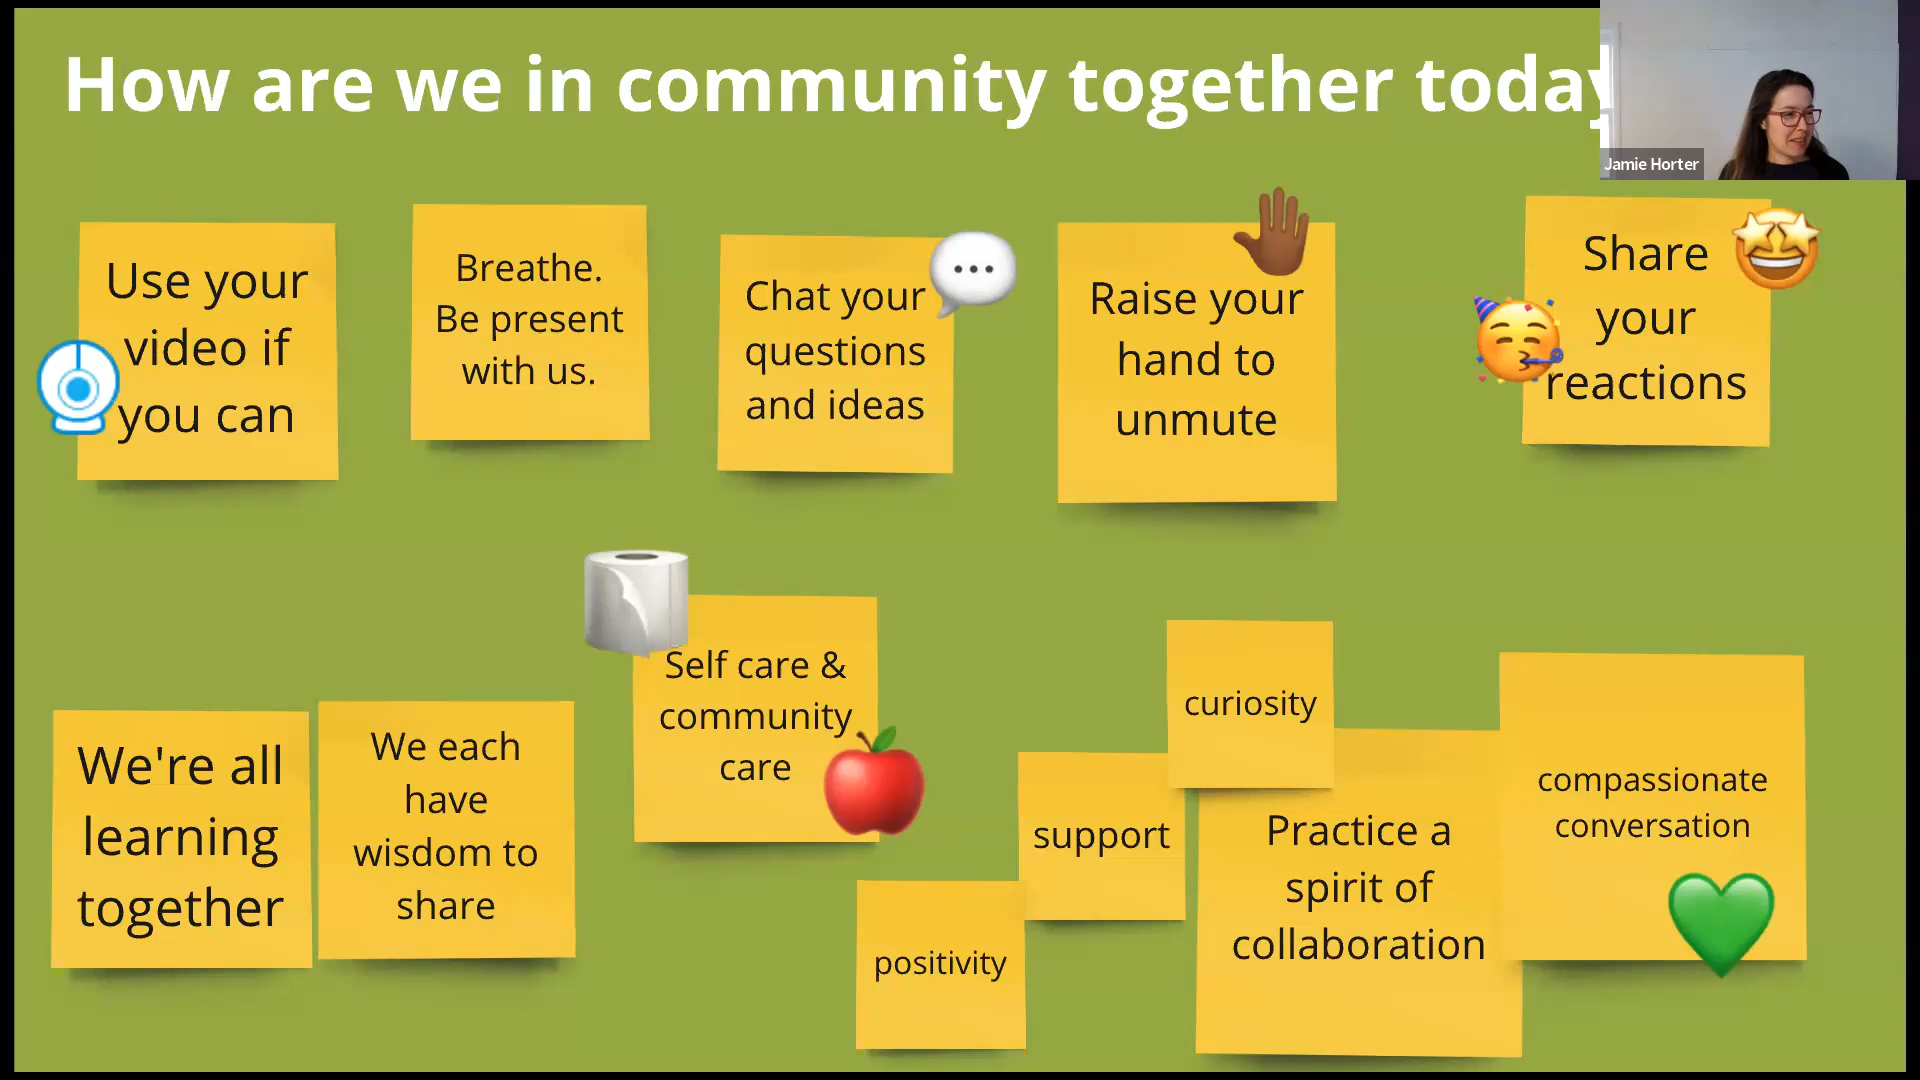 How are we in community together today
Jamie Horter
Use your
video if
you can
Breathe.
Be present
with us.
Chat your
questions
and ideas
Raise your
hand to
unmute
Share
your
reactions
We're all
learning
together
We each
have
wisdom to
share
Self care &
community
care
positivity
support
curiosity
Practice a
spirit of
collaboration
compassionate
conversation